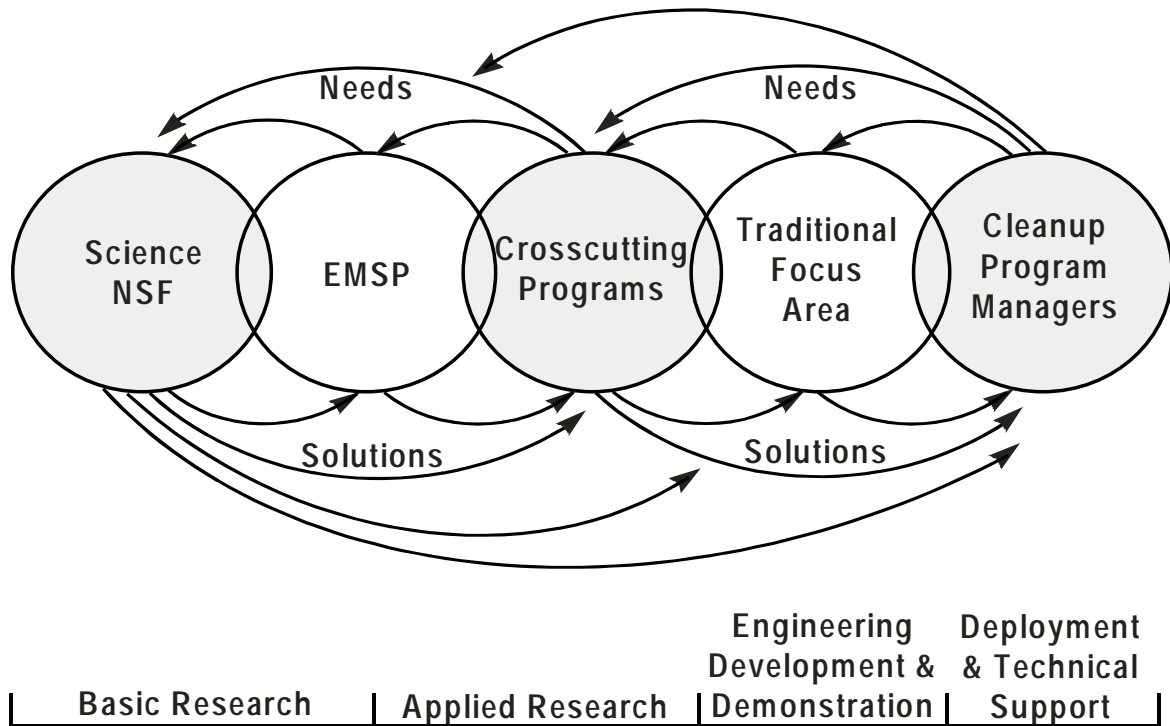 Needs
Needs
Science
NSF
EMSP
Crosscutting
Programs
Traditional
Focus
Area
Cleanup
Program
Managers
Solutions
Solutions
Basic Research
Applied Research
Engineering
Development &
Demonstration
Deployment
& Technical
Support